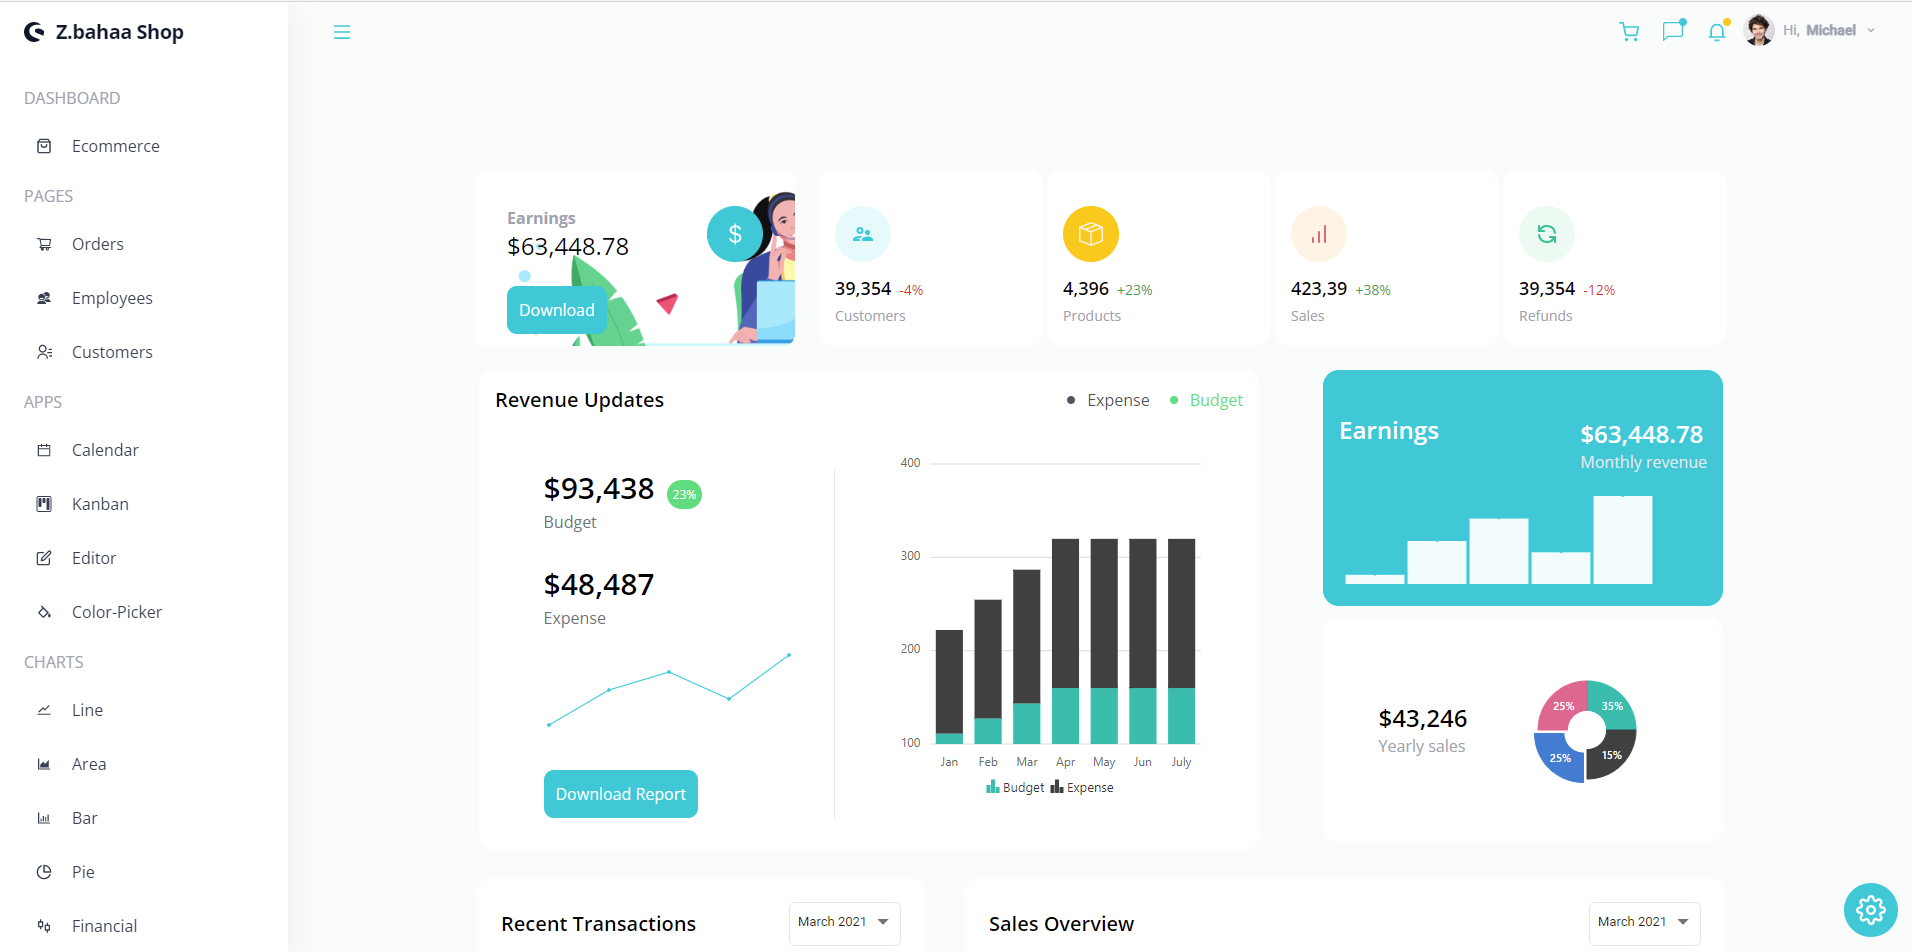 Z.bahaa Shop
Hi, Michael
DASHBOARD
Ecommerce
PAGES
Orders
Employees
Customers
APPS
Calendar
Kanban
Editor
Color-Picker
CHARTS
Line
Area
Bar
Pie
Financial
Earnings
$63,448.78
$
Download
39,354 -4%
Customers
4,396 +23%
Products
423,39 +38%
Sales
39,354 -12%
Refunds
Revenue Updates
Expense
Budget
$93,438 23%
Budget
$48,487
Expense
Download Report
400
300
200
100
Jan Feb Mar Apr May Jun July
Budget Expense
Earnings
$63,448.78
Monthly revenue
$43,246
Yearly sales
25% 35%
25% 15%
Recent Transactions
March 2021
Sales Overview
March 2021